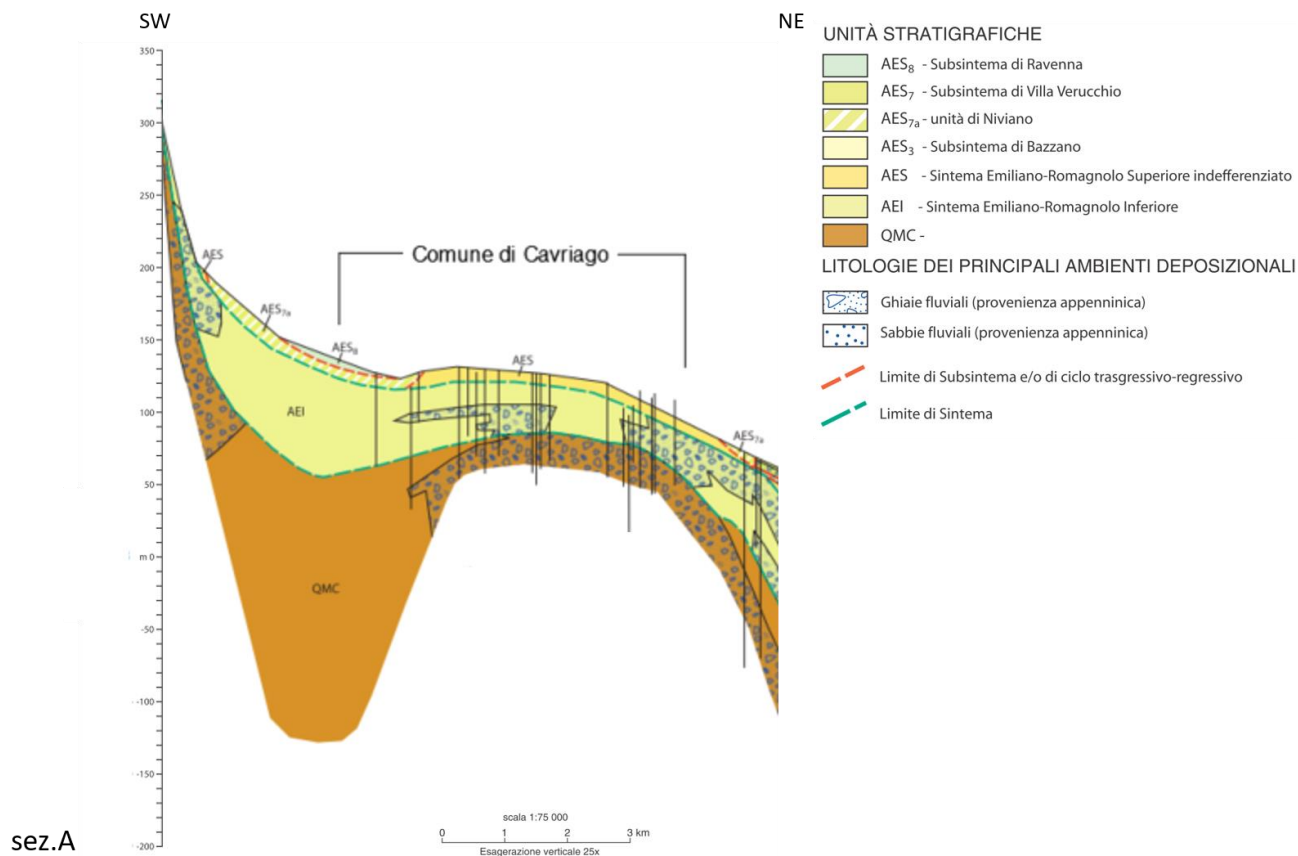 SW
NE
350
300
250
200
150
100
50
m 0
-50
-100
-150
-200
AES
AES7a
AES8
Comune di Cavriago
AES
AES7a
AEI
QMC
UNITÀ STRATIGRAFICHE
AES8 - Subsintema di Ravenna
AES7 - Subsintema di Villa Verucchio
AES7a - unità di Niviano
AES3 - Subsintema di Bazzano
AES - Sintema Emiliano-Romagnolo Superiore indefferenziato
AEI - Sintema Emiliano-Romagnolo Inferiore
QMC -
LITOLOGIE DEI PRINCIPALI AMBIENTI DEPOSIZIONALI
Ghiaie fluviali (provenienza appenninica)
Sabbie fluviali (provenienza appenninica)
Limite di Subsintema e/o di ciclo trasgressivo-regressivo
Limite di Sintema
scala 1:75 000
0 1 2 3 km
Esagerazione verticale 25x
sez.A